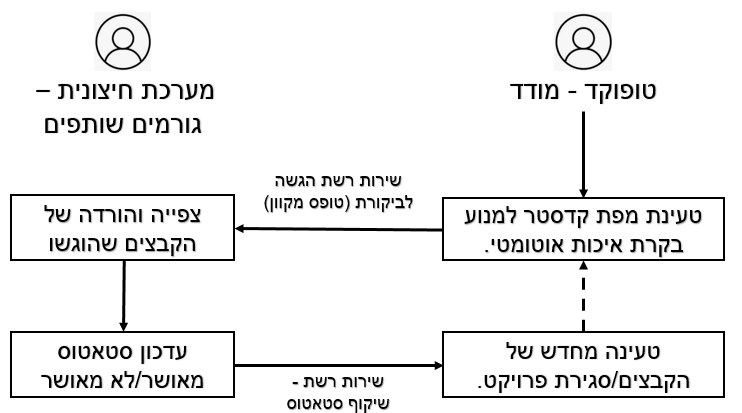 טופוקד - מודד
מערכת חיצונית –
גורמים שותפים
טעינת מפת קדסטר למנוע
בקרת איכות אוטומטי.
שירות רשת הגשה
לביקורת (טופס מקוון)
צפייה והורדה של
הקבצים שהוגשו
עדכון סטאטוס
מאושר/לא מאושר
שירות רשת -
שיקוף סטאטוס
טעינה מחדש של
הקבצים/סגירת פרויקט.